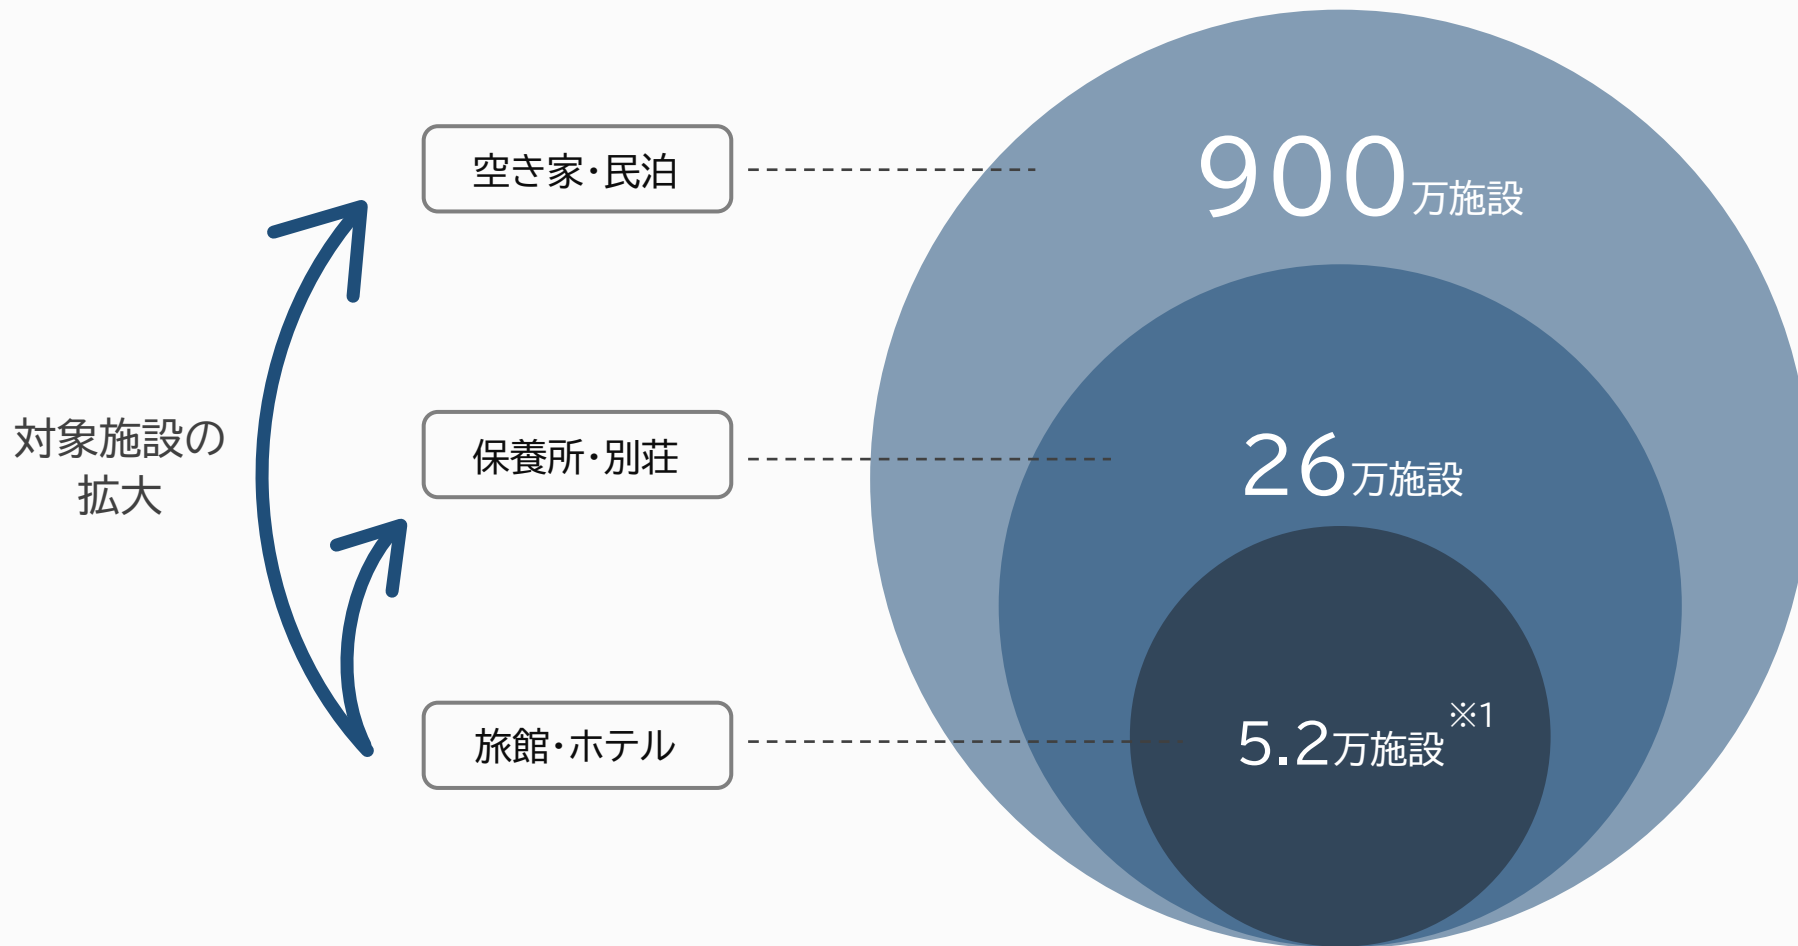 空き家・民泊
900万施設
対象施設の
拡大
保養所・別荘
26万施設
旅館・ホテル
5.2万施設※1